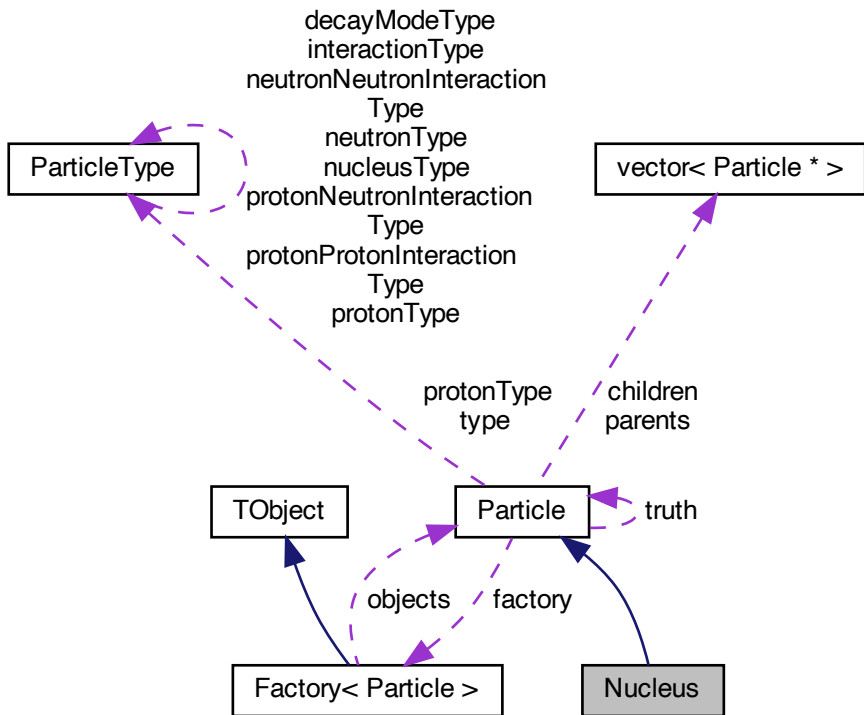 decayModeType
interactionType
neutronNeutronInteraction
Type
neutronType
nucleusType
protonNeutronInteraction
Type
protonProtonInteraction
Type
protonType
ParticleType
vector< Particle * >
protonType
type
children
parents
TObject
Particle
truth
objects
factory
Factory< Particle >
Nucleus